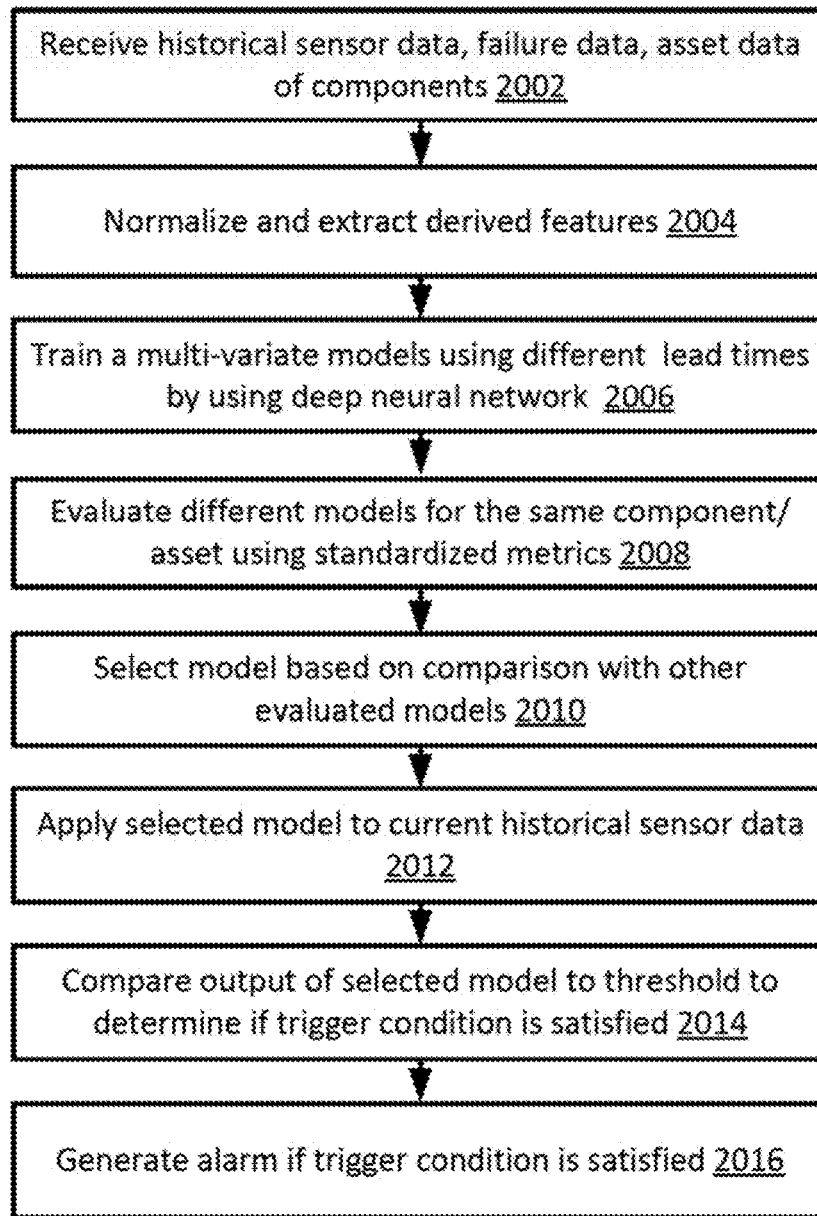 Receive historical sensor data, failure data, asset data
of components 2002
Normalize and extract derived features 2004
Train a multi-variate models using different lead times
by using deep neural network 2006
Evaluate different models for the same component/
asset using standardized metrics 2008
Select model based on comparison with other
evaluated models 2010
Apply selected model to current historical sensor data
2012
Compare output of selected model to threshold to
determine if trigger condition is satisfied 2014
Generate alarm if trigger condition is satisfied 2016